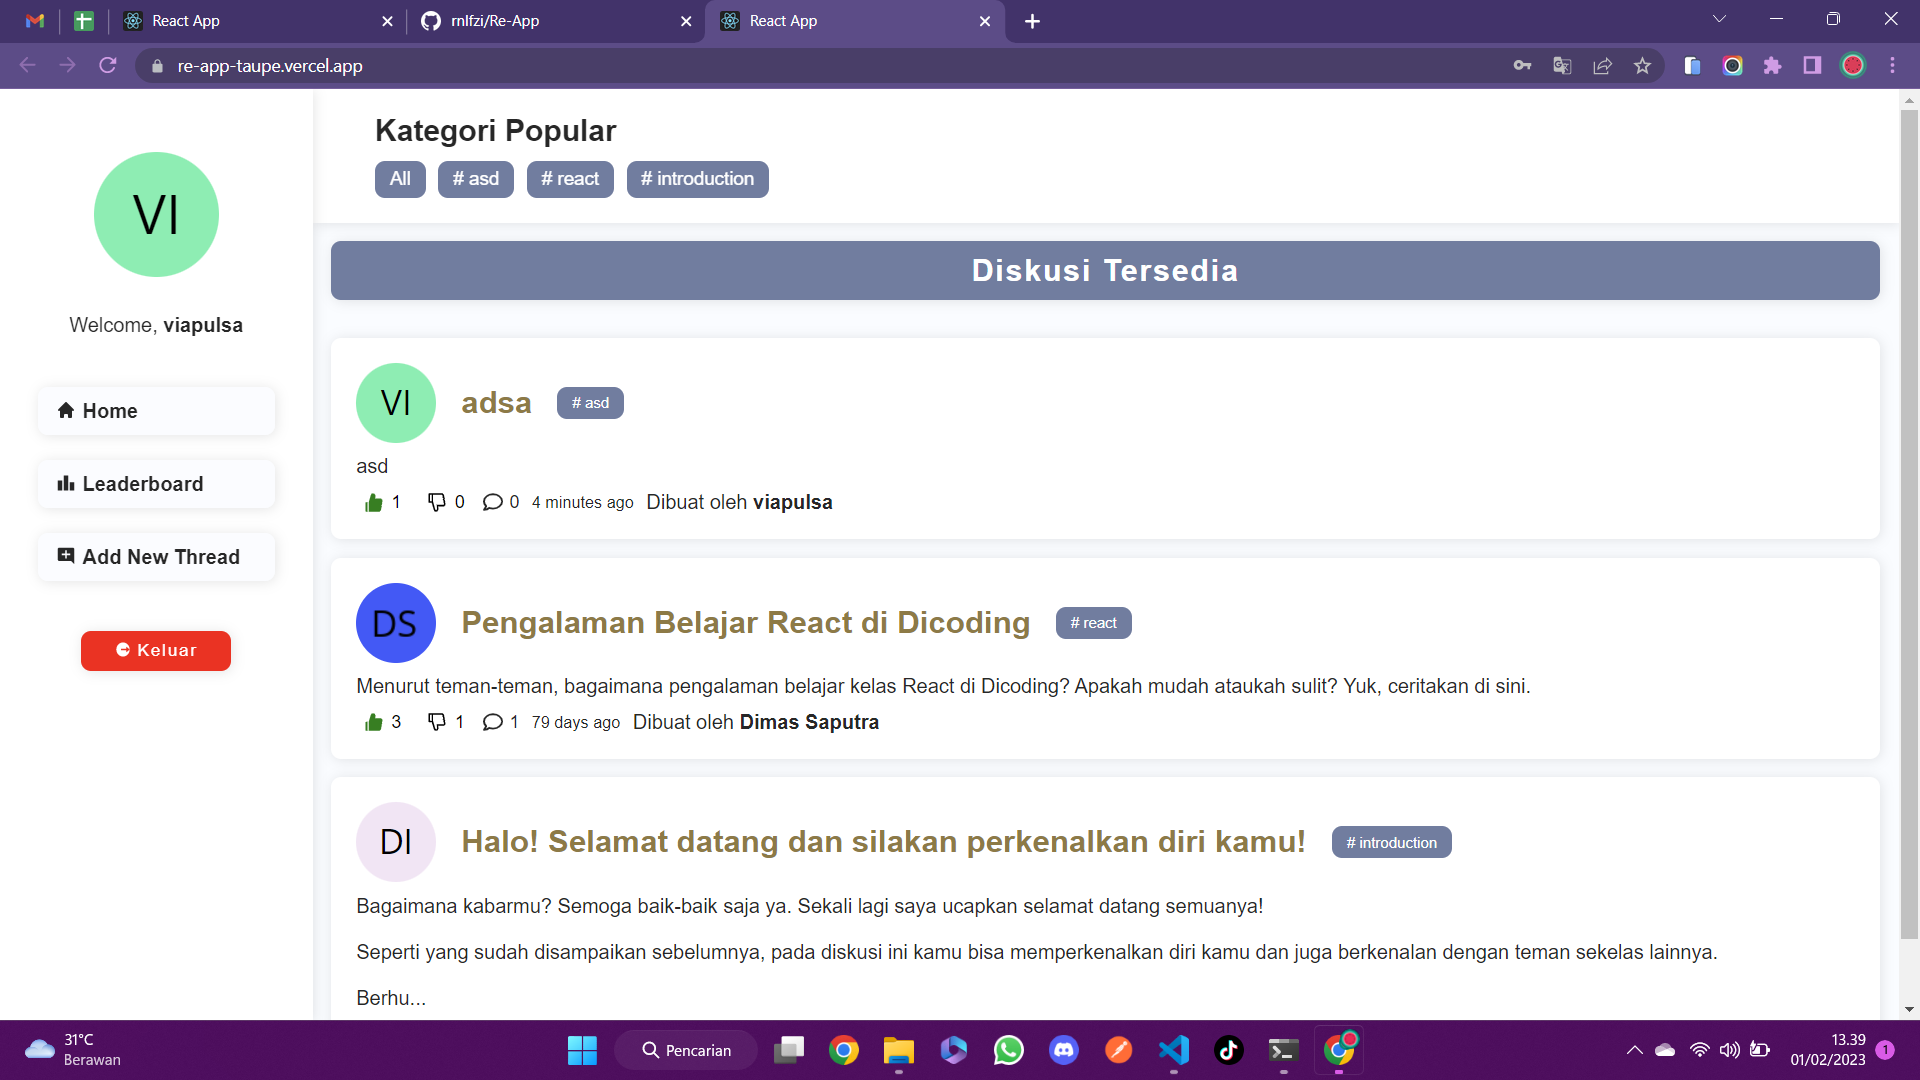 React App
rnlfzi/Re-App
React App
re-app-taupe.vercel.app
VI
Welcome, viapulsa
Home
Leaderboard
Add New Thread
Keluar
Kategori Popular
All
# asd
# react
# introduction
Diskusi Tersedia
VI
adsa
# asd
asd
1
0
0
4 minutes ago
Dibuat oleh viapulsa
DS
Pengalaman Belajar React di Dicoding
# react
Menurut teman-teman, bagaimana pengalaman belajar kelas React di Dicoding? Apakah mudah ataukah sulit? Yuk, ceritakan di sini.
3
1
1
79 days ago
Dibuat oleh Dimas Saputra
DI
Halo! Selamat datang dan silakan perkenalkan diri kamu!
# introduction
Bagaimana kabarmu? Semoga baik-baik saja ya. Sekali lagi saya ucapkan selamat datang semuanya!
Seperti yang sudah disampaikan sebelumnya, pada diskusi ini kamu bisa memperkenalkan diri kamu dan juga berkenalan dengan teman sekelas lainnya.
Berhu...
31°C
Berawan
Pencarian
13.39
01/02/2023
1